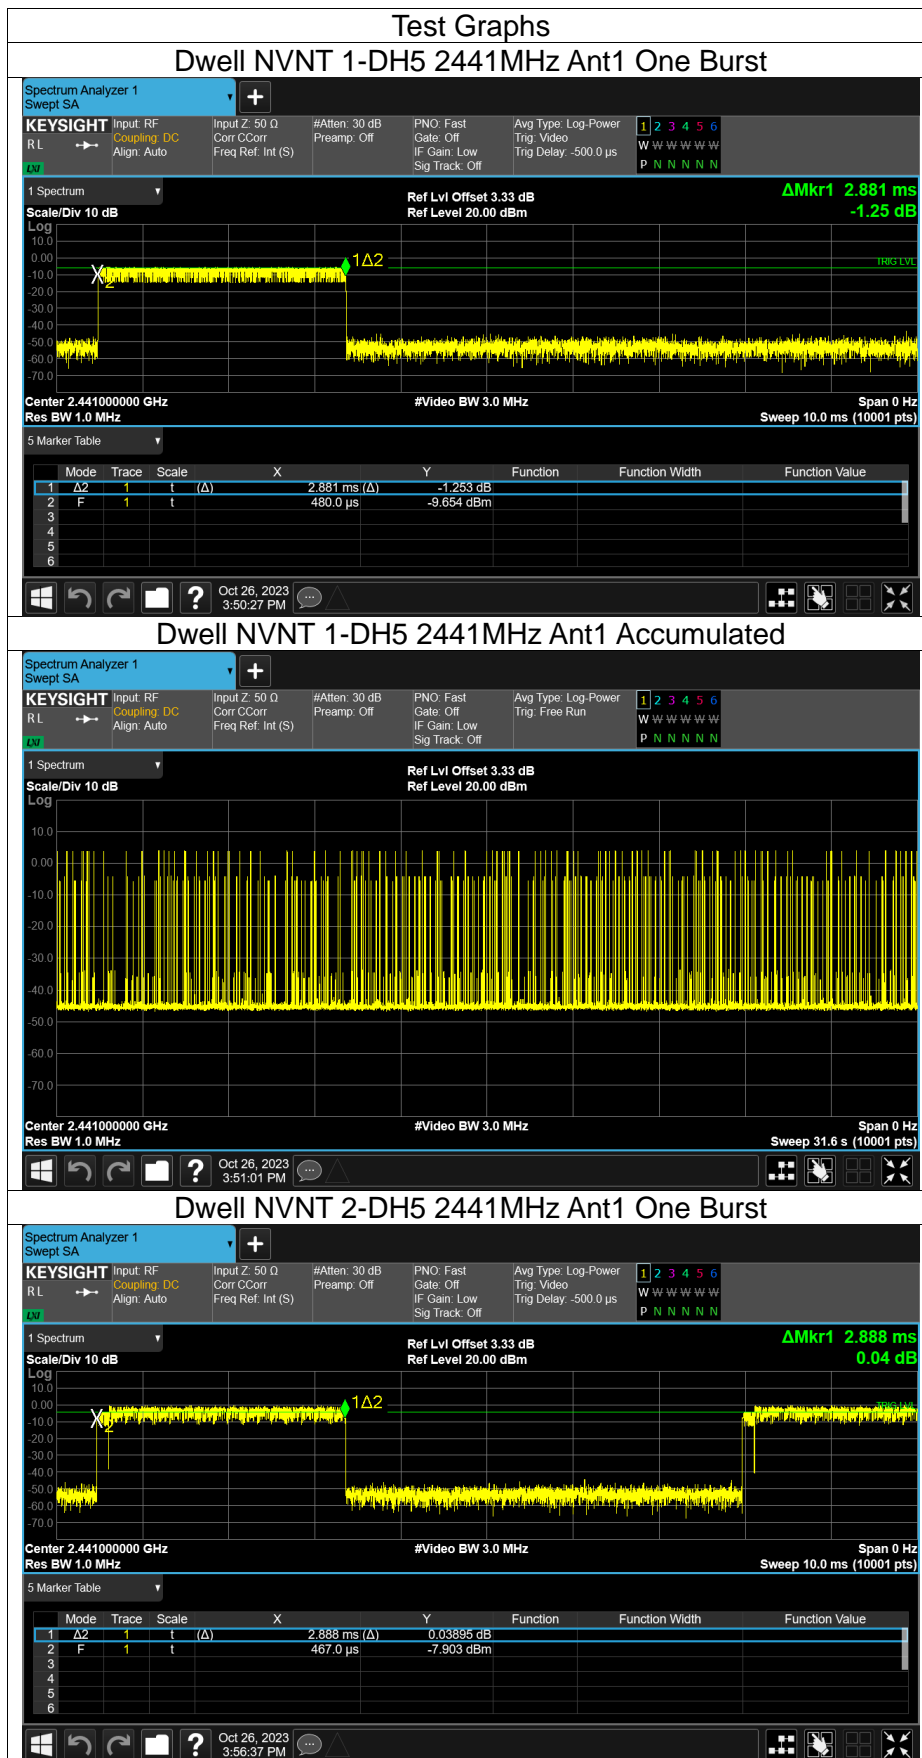 Test Graphs
Dwell NVNT 1-DH5 2441MHz Ant1 One Burst
Spectrum Analyzer 1
Swept SA
+
KEYSIGHT Input: RF Input Z: 50 Ω #Atten: 30 dB PNO: Fast Avg Type: Log-Power 1 2 3 4 5 6
RL Coupling: DC Corr CCorr Preamp: Off Gate: Off Trig: Video W W W W W W
Align: Auto Freq Ref: Int (S) IF Gain: Low Trig Delay: -500.0 µs
LXI Sig Track: Off P N N N N N
1 Spectrum Ref Lvl Offset 3.33 dB ΔMkr1 2.881 ms
Scale/Div 10 dB Ref Level 20.00 dBm -1.25 dB
Log
10.0
0.00 1Δ2 TRIG LVL
-10.0 X2
-20.0
-30.0
-40.0
-50.0
-60.0
-70.0
Center 2.441000000 GHz #Video BW 3.0 MHz Span 0 Hz
Res BW 1.0 MHz Sweep 10.0 ms (10001 pts)
5 Marker Table
Mode Trace Scale X Y Function Function Width Function Value
1 Δ2 1 t (Δ) 2.881 ms (Δ) -1.253 dB
2 F 1 t 480.0 µs -9.654 dBm
3
4
5
6
? Oct 26, 2023
3:50:27 PM
Dwell NVNT 1-DH5 2441MHz Ant1 Accumulated
Spectrum Analyzer 1
Swept SA
+
KEYSIGHT Input: RF Input Z: 50 Ω #Atten: 30 dB PNO: Fast Avg Type: Log-Power 1 2 3 4 5 6
RL Coupling: DC Corr CCorr Preamp: Off Gate: Off Trig: Free Run W W W W W W
Align: Auto Freq Ref: Int (S) IF Gain: Low
LXI Sig Track: Off P N N N N N
1 Spectrum Ref Lvl Offset 3.33 dB
Scale/Div 10 dB Ref Level 20.00 dBm
Log
10.0
0.00
-10.0
-20.0
-30.0
-40.0
-50.0
-60.0
-70.0
Center 2.441000000 GHz #Video BW 3.0 MHz Span 0 Hz
Res BW 1.0 MHz Sweep 31.6 s (10001 pts)
? Oct 26, 2023
3:51:01 PM
Dwell NVNT 2-DH5 2441MHz Ant1 One Burst
Spectrum Analyzer 1
Swept SA
+
KEYSIGHT Input: RF Input Z: 50 Ω #Atten: 30 dB PNO: Fast Avg Type: Log-Power 1 2 3 4 5 6
RL Coupling: DC Corr CCorr Preamp: Off Gate: Off Trig: Video W W W W W W
Align: Auto Freq Ref: Int (S) IF Gain: Low Trig Delay: -500.0 µs
LXI Sig Track: Off P N N N N N
1 Spectrum Ref Lvl Offset 3.33 dB ΔMkr1 2.888 ms
Scale/Div 10 dB Ref Level 20.00 dBm 0.04 dB
Log
10.0
0.00 1Δ2 TRIG LVL
-10.0 X2
-20.0
-30.0
-40.0
-50.0
-60.0
-70.0
Center 2.441000000 GHz #Video BW 3.0 MHz Span 0 Hz
Res BW 1.0 MHz Sweep 10.0 ms (10001 pts)
5 Marker Table
Mode Trace Scale X Y Function Function Width Function Value
1 Δ2 1 t (Δ) 2.888 ms (Δ) 0.03895 dB
2 F 1 t 467.0 µs -7.903 dBm
3
4
5
6
? Oct 26, 2023
3:56:37 PM